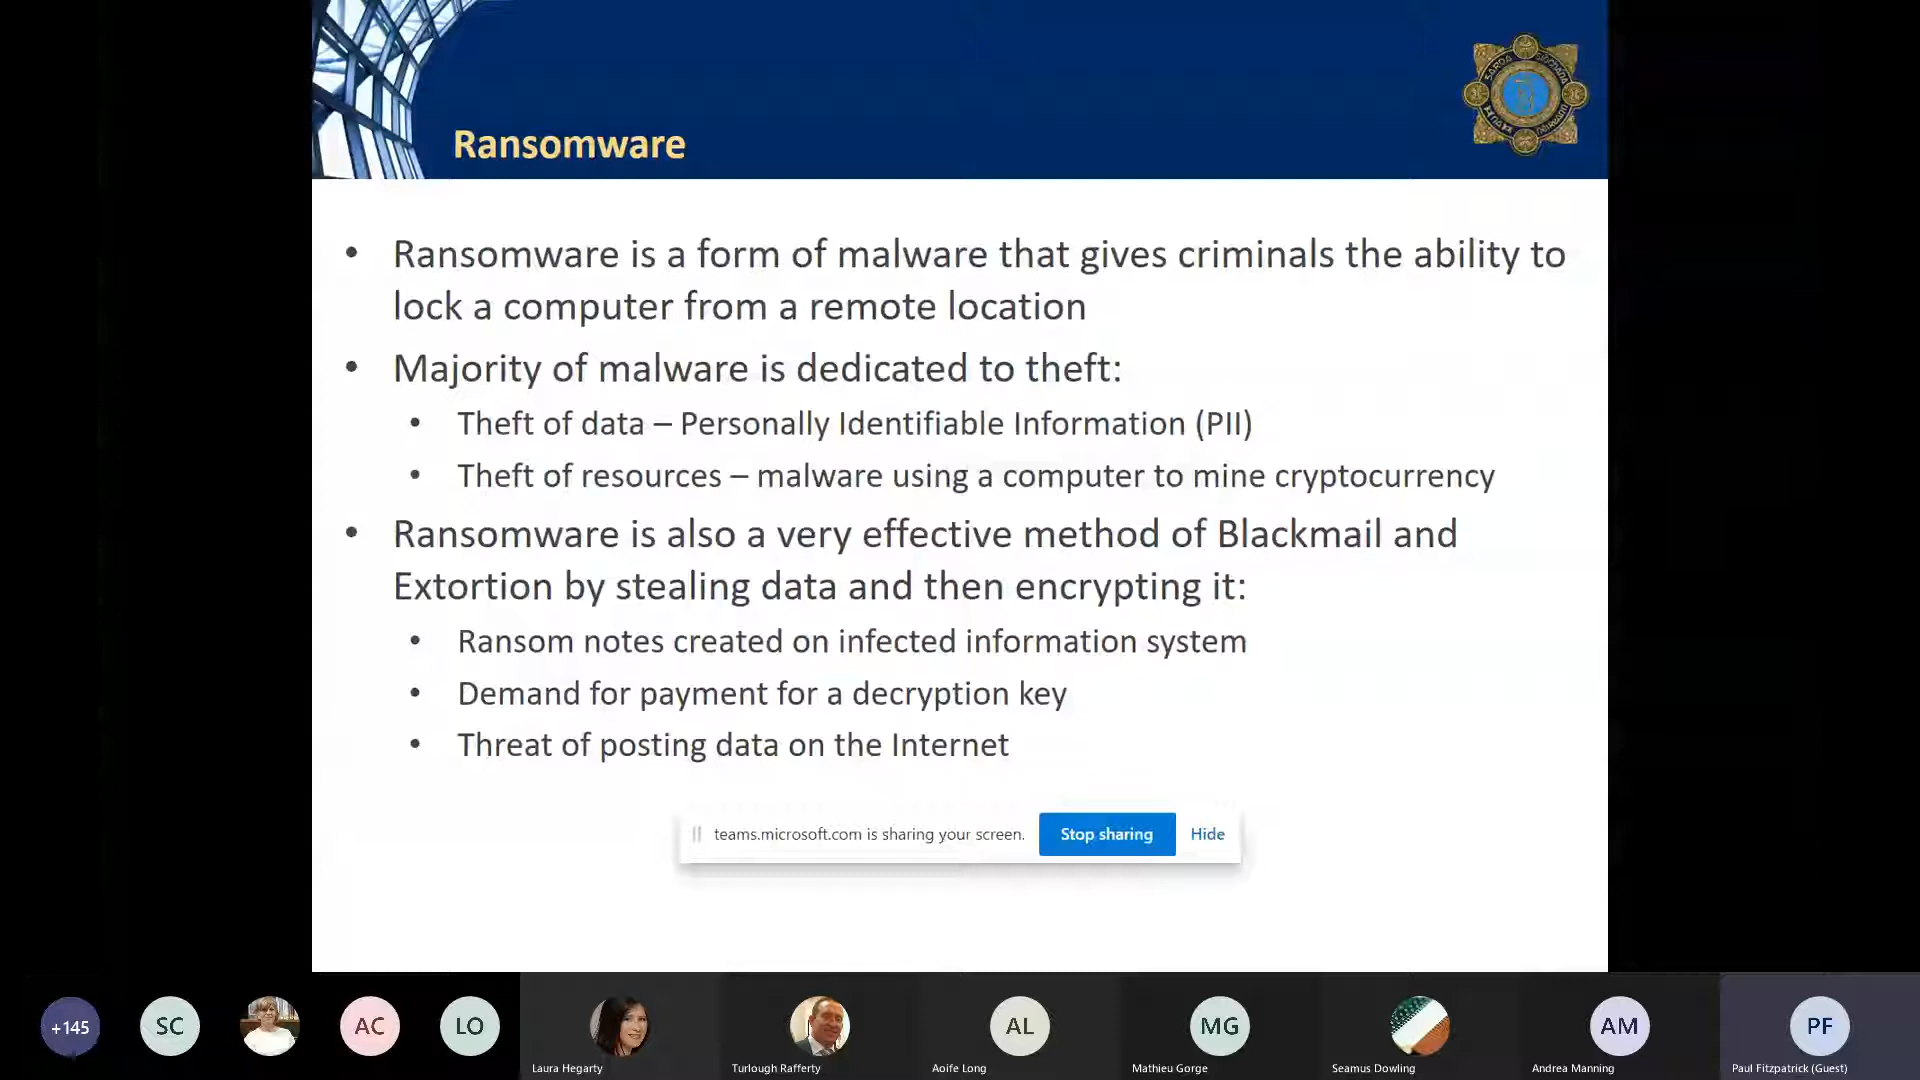 Ransomware
• Ransomware is a form of malware that gives criminals the ability to
lock a computer from a remote location
• Majority of malware is dedicated to theft:
• Theft of data – Personally Identifiable Information (PII)
• Theft of resources – malware using a computer to mine cryptocurrency
• Ransomware is also a very effective method of Blackmail and
Extortion by stealing data and then encrypting it:
• Ransom notes created on infected information system
• Demand for payment for a decryption key
• Threat of posting data on the Internet
teams.microsoft.com is sharing your screen. Stop sharing Hide
+145 SC AC LO AL MG AM PF
Laura Hegarty Turlough Rafferty Aoife Long Mathieu Gorge Seamus Dowling Andrea Manning Paul Fitzpatrick (Guest)